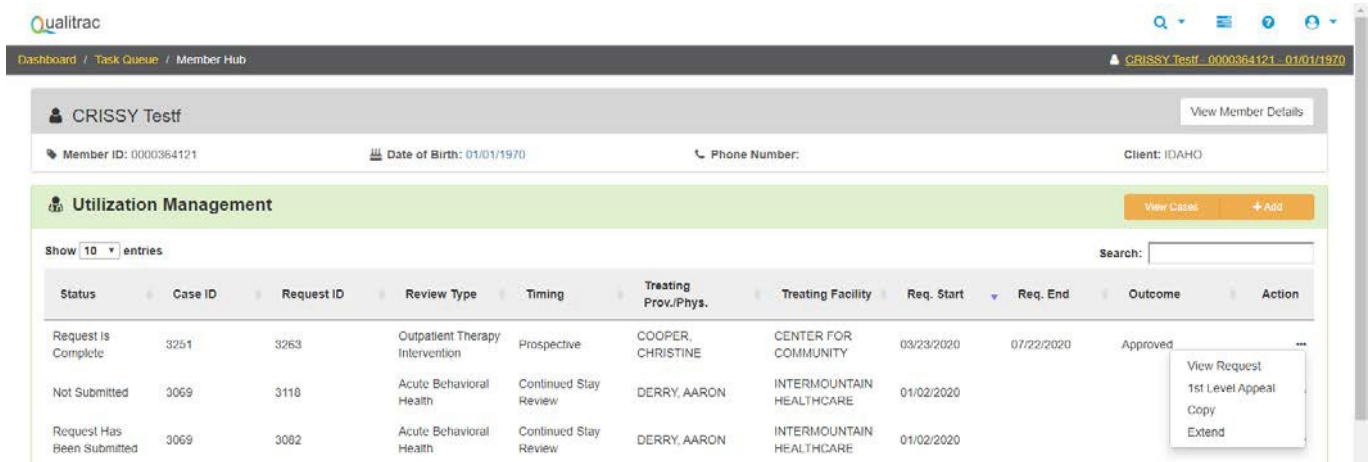 Qualitrac
Dashboard / Task Queue / Member Hub
CRISSY Testf - 0000364121 - 01/01/1970
CRISSY Testf
View Member Details
Member ID: 0000364121
Date of Birth: 01/01/1970
Phone Number:
Client: IDAHO
Utilization Management
View Cases
+ Add
Show 10 entries
Search:
Status Case ID Request ID Review Type Timing Treating Prov./Phys. Treating Facility Req. Start Req. End Outcome Action
Request Is Complete 3251 3263 Outpatient Therapy Intervention Prospective COOPER, CHRISTINE CENTER FOR COMMUNITY 03/23/2020 07/22/2020 Approved ...
Not Submitted 3069 3118 Acute Behavioral Health Continued Stay Review DERRY, AARON INTERMOUNTAIN HEALTHCARE 01/02/2020
Request Has Been Submitted 3069 3082 Acute Behavioral Health Continued Stay Review DERRY, AARON INTERMOUNTAIN HEALTHCARE 01/02/2020
View Request
1st Level Appeal
Copy
Extend